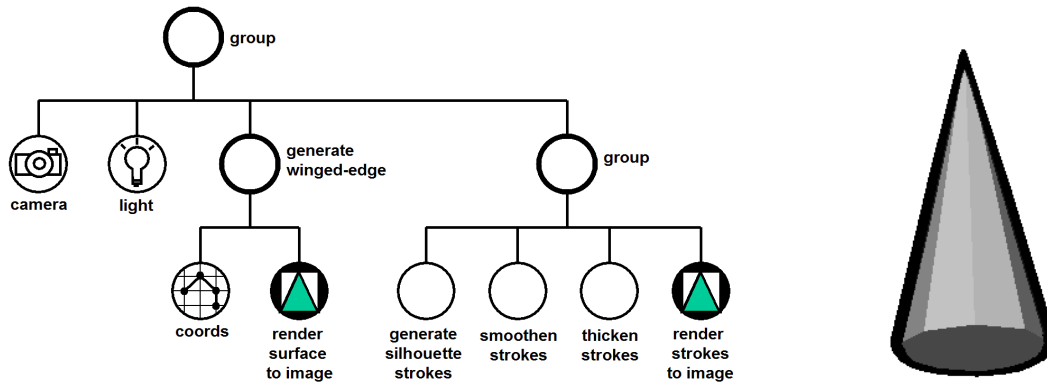 group
generate
winged-edge
group
camera
light
coords
render
surface
to image
generate
silhouette
strokes
smoothen
strokes
thicken
strokes
render
strokes
to image